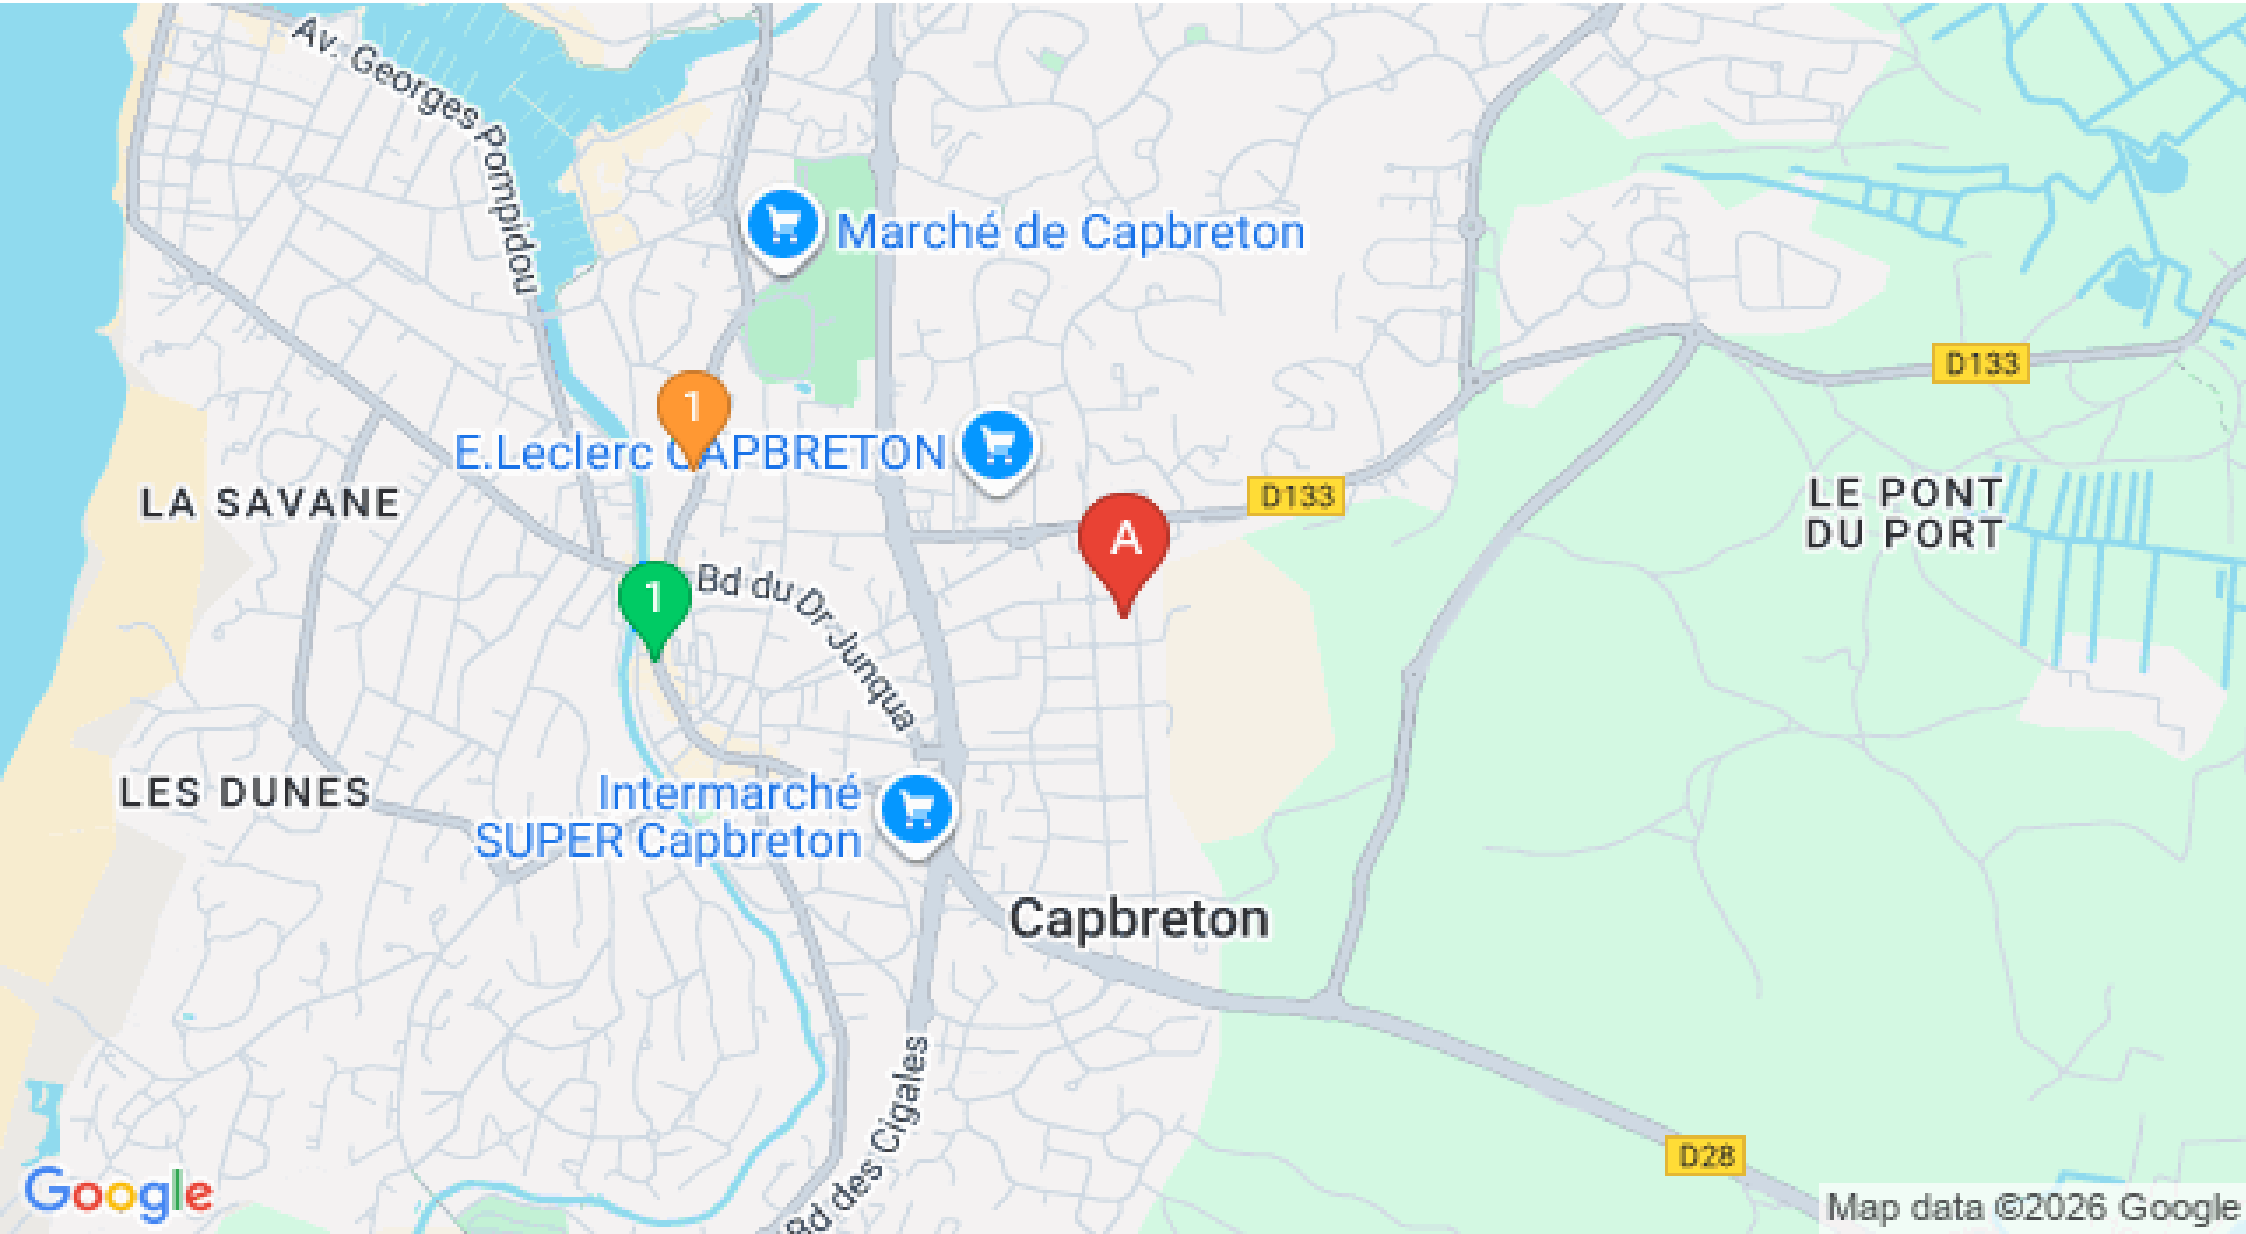 Av. Georges Pompidou
Marché de Capbreton
1
E.Leclerc CAPBRETON
D133
D133
LA SAVANE
LE PONT
DU PORT
A
1
Bd du Dr Junqua
LES DUNES
Intermarché
SUPER Capbreton
Capbreton
Bd des Cigales
D28
Google
Map data ©2026 Google